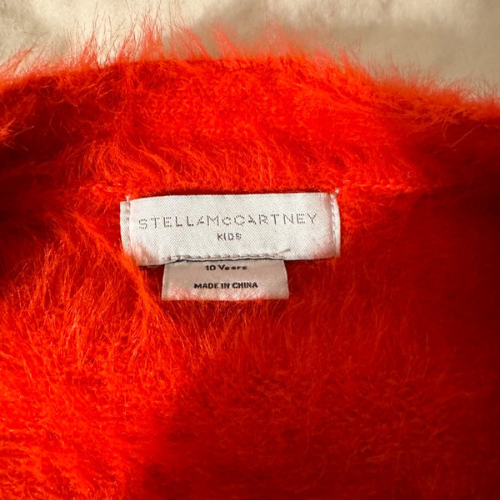 STELLAMcCARTNEY
KIDS
10 Years
MADE IN CHINA